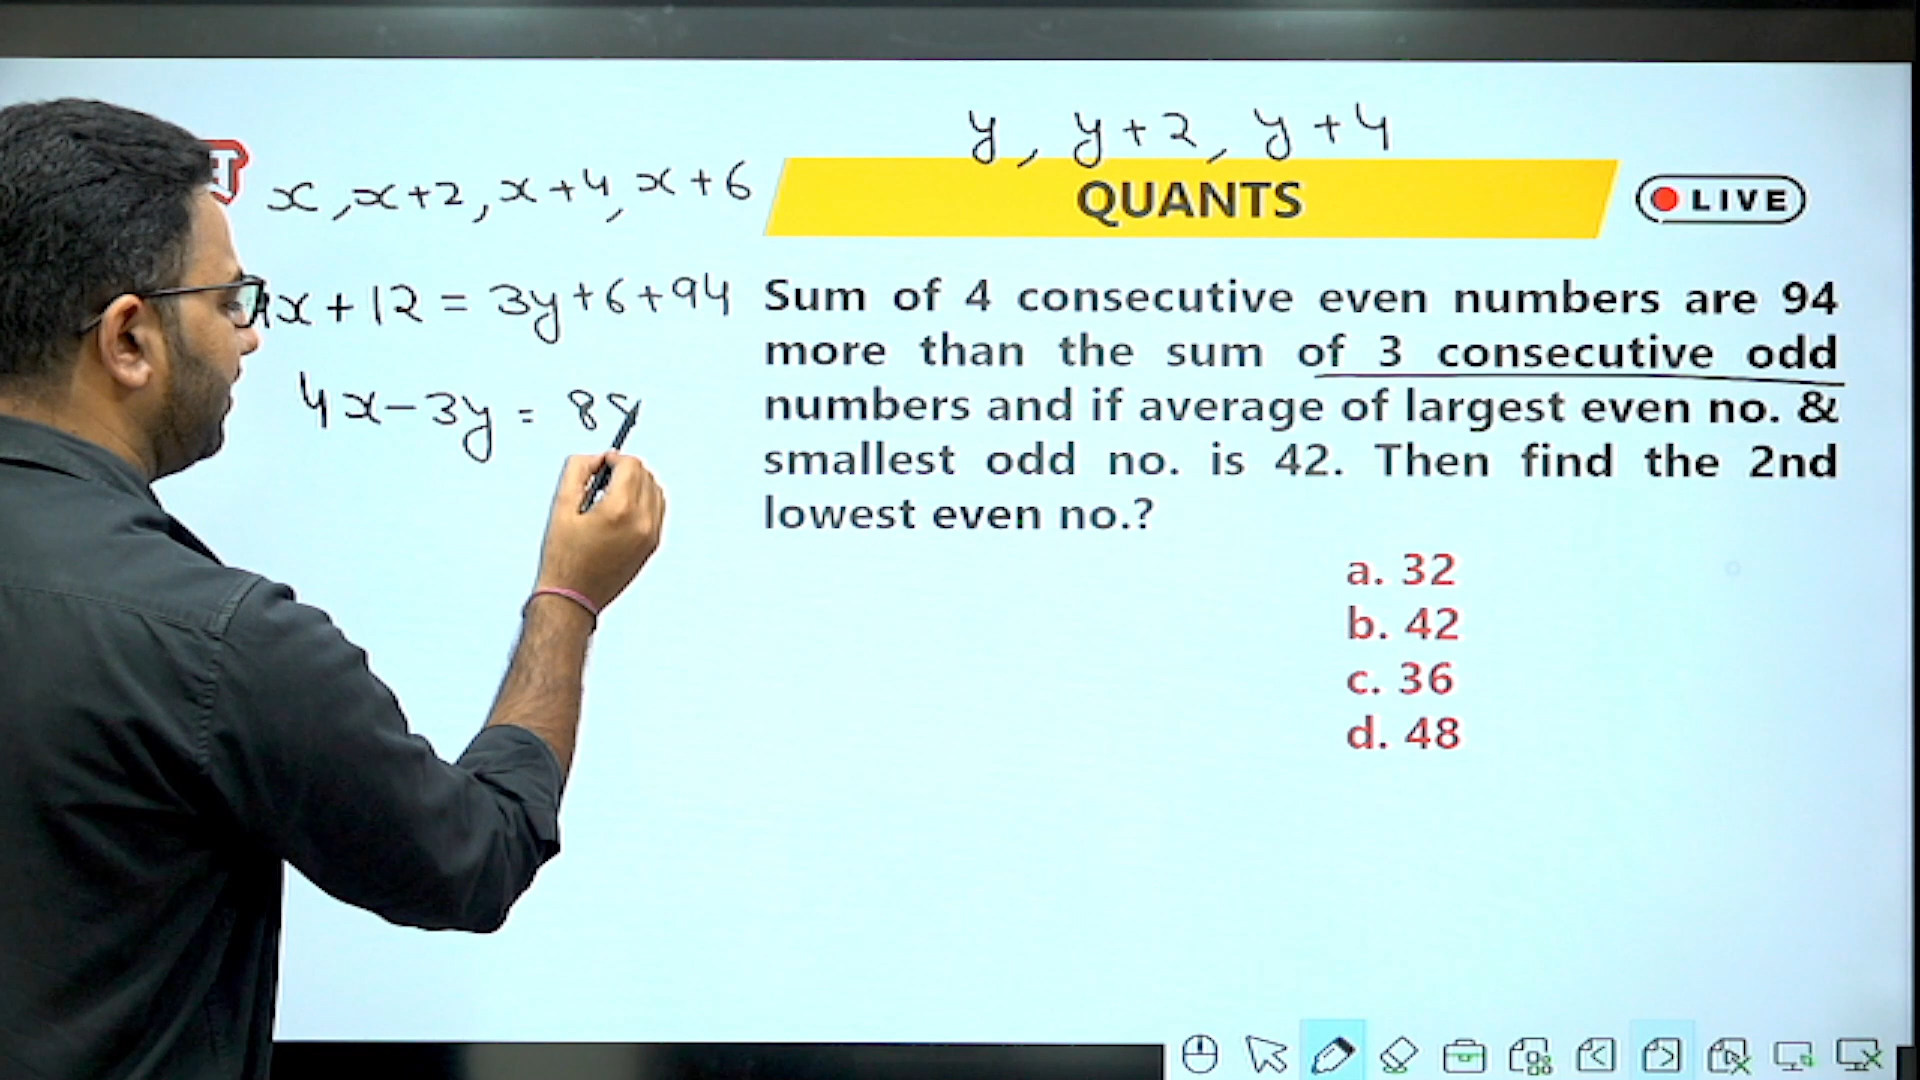 y, y+2, y+4
x, x+2, x+4, x+6
QUANTS
LIVE
4x+12 = 3y+6+94
4x-3y = 88
Sum of 4 consecutive even numbers are 94
more than the sum of 3 consecutive odd
numbers and if average of largest even no. &
smallest odd no. is 42. Then find the 2nd
lowest even no.?
a. 32
b. 42
c. 36
d. 48